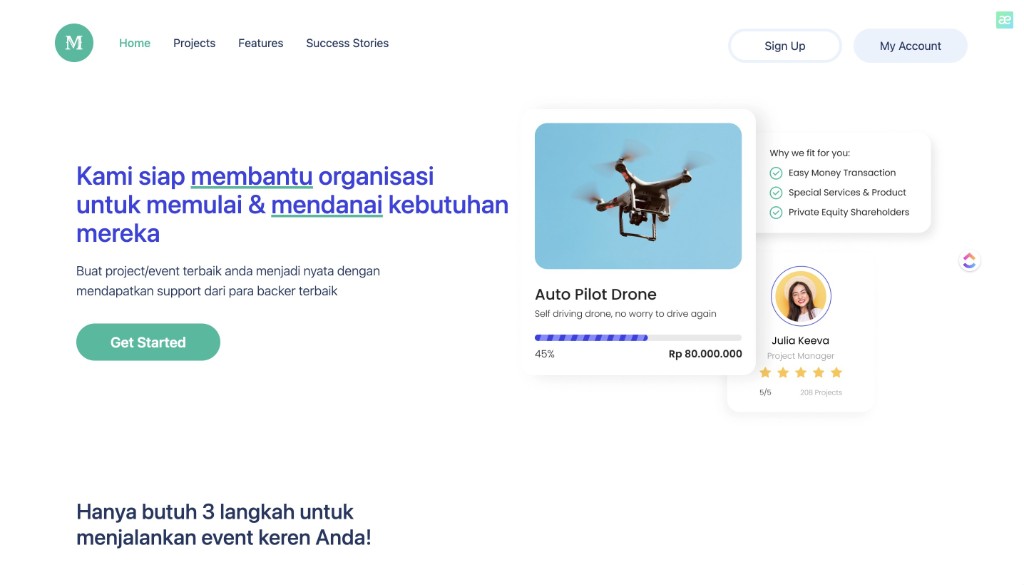 M
Home
Projects
Features
Success Stories
Sign Up
My Account
æ
Kami siap membantu organisasi
untuk memulai & mendanai kebutuhan
mereka
Buat project/event terbaik anda menjadi nyata dengan
mendapatkan support dari para backer terbaik
Get Started
Auto Pilot Drone
Self driving drone, no worry to drive again
45%
Rp 80.000.000
Why we fit for you:
Easy Money Transaction
Special Services & Product
Private Equity Shareholders
Julia Keeva
Project Manager
5/5
208 Projects
Hanya butuh 3 langkah untuk
menjalankan event keren Anda!